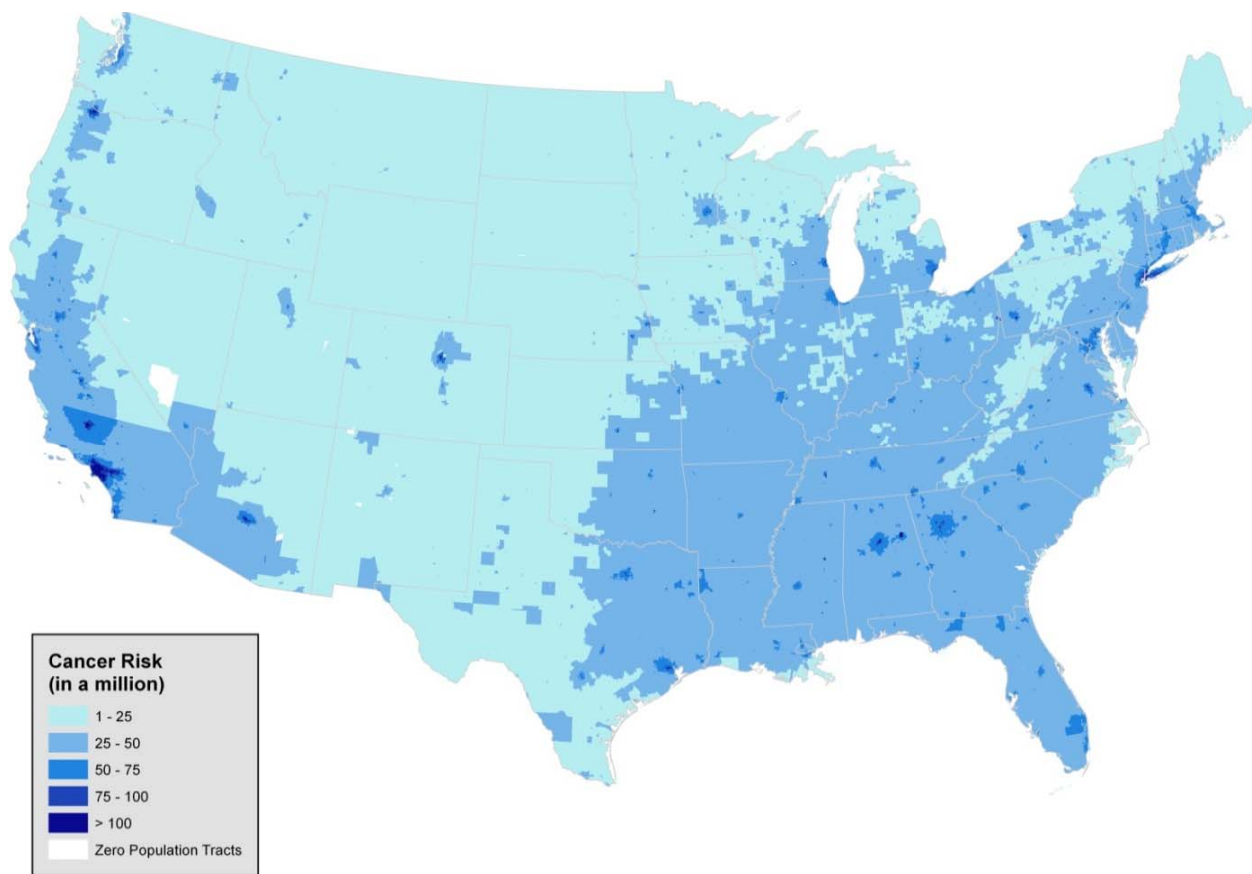 Cancer Risk
(in a million)
1 - 25
25 - 50
50 - 75
75 - 100
> 100
Zero Population Tracts